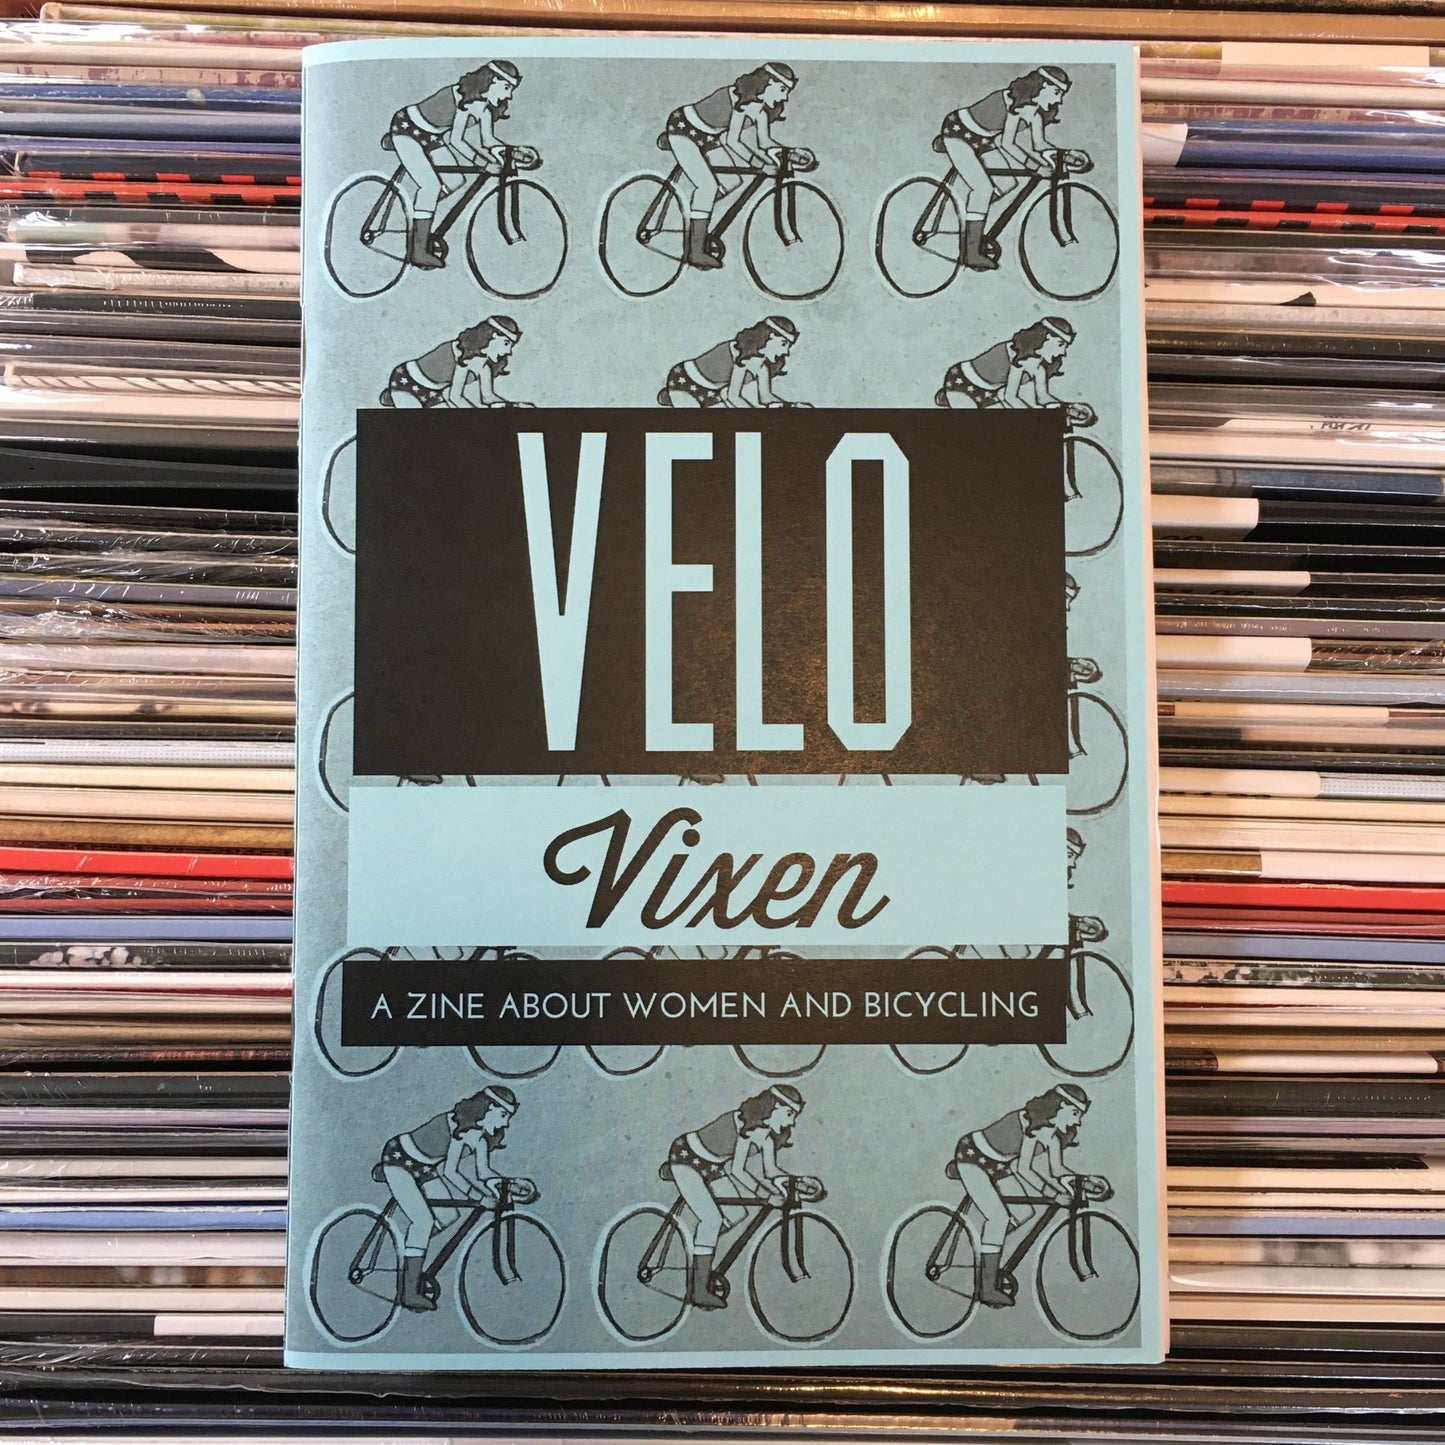 VELO
Vixen
A ZINE ABOUT WOMEN AND BICYCLING